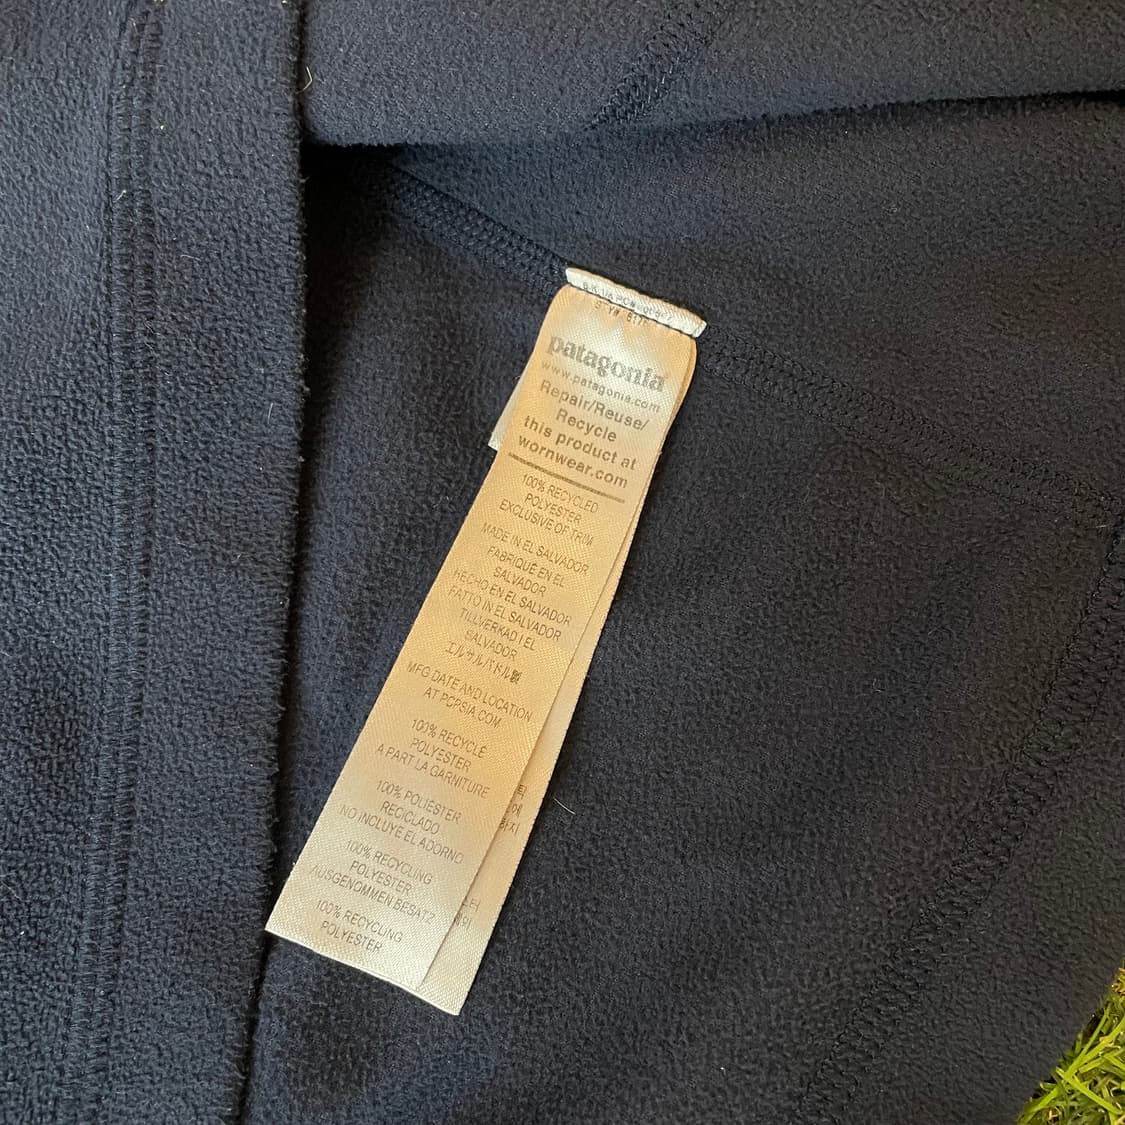 patagonia
www.patagonia.com
Repair/Reuse/
Recycle
this product at
wornwear.com
100% RECYCLED
POLYESTER
EXCLUSIVE OF TRIM
MADE IN EL SALVADOR
FABRIQUÉ EN EL
SALVADOR
HECHO EN EL SALVADOR
FATTO IN EL SALVADOR
TILLVERKAD I EL
SALVADOR
エルサルバドル製
MFG DATE AND LOCATION
AT PCPSIA.COM
100% RECYCLÉ
POLYESTER
À PART LA GARNITURE
100% POLIÉSTER
RECICLADO
NO INCLUYE EL ADORNO
100% RECYCLING
POLYESTER
AUSGENOMMEN BESATZ
100% RECYCLING
POLYESTER